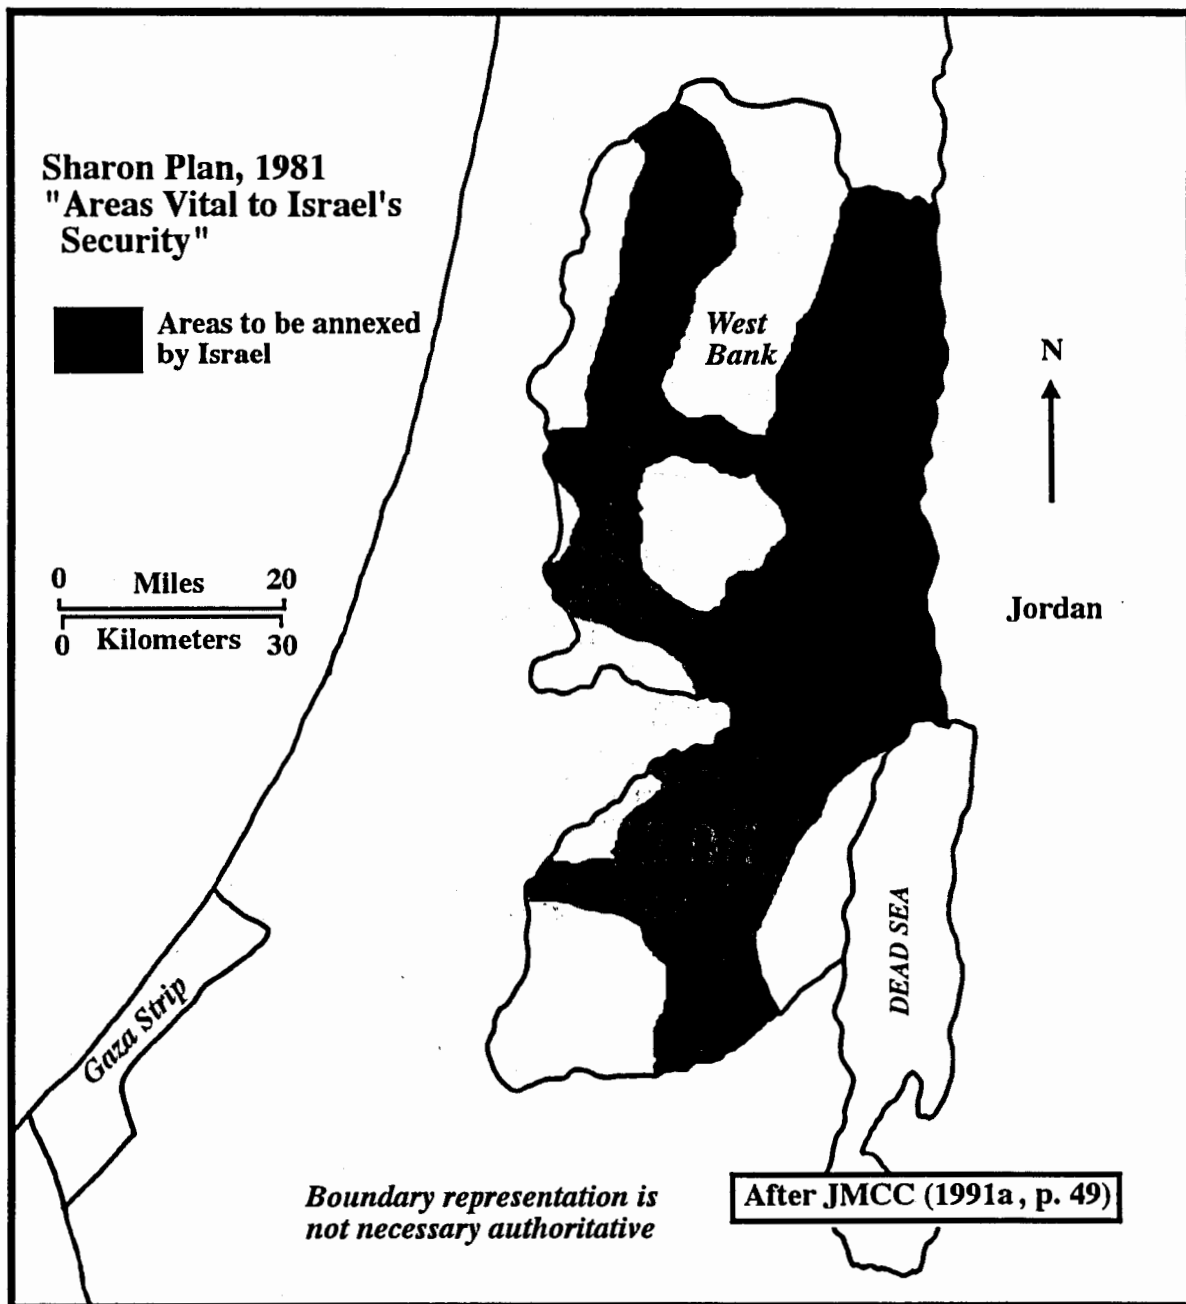 Sharon Plan, 1981
"Areas Vital to Israel's
Security"
Areas to be annexed
by Israel
West
Bank
N
0 Miles 20
Kilometers
0 30
Jordan
DEAD SEA
Gaza Strip
Boundary representation is
not necessary authoritative
After JMCC (1991a, p. 49)